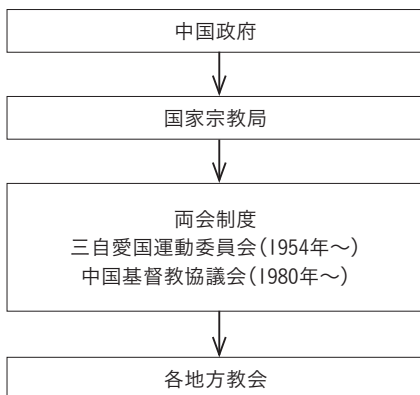 中国政府
国家宗教局
両会制度
三自愛国運動委員会(1954年〜)
中国基督教協議会(1980年〜)
各地方教会